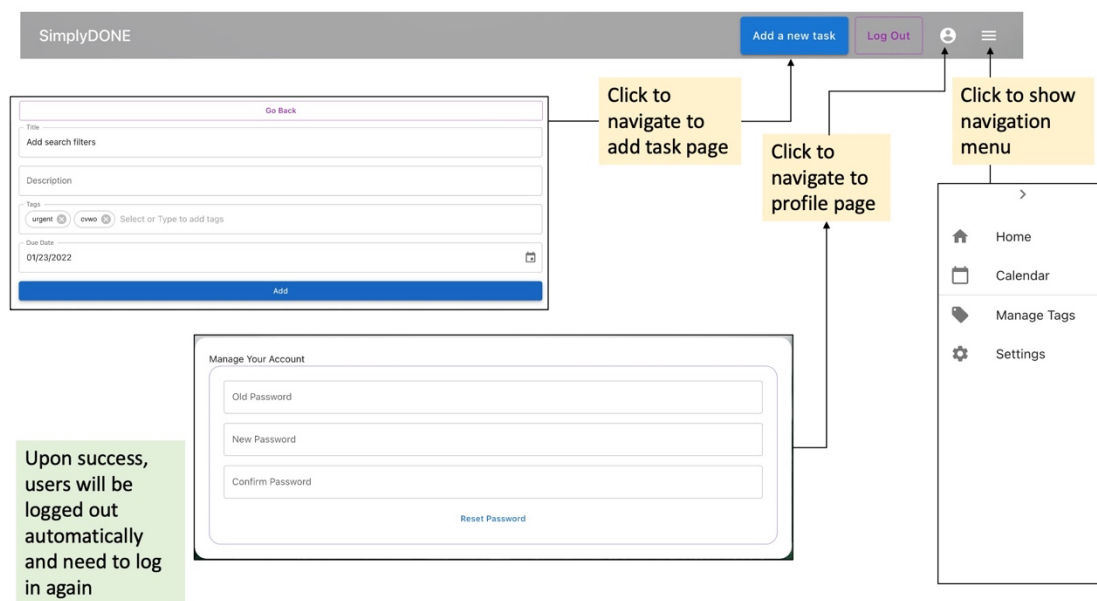 SimplyDONE
Add a new task
Log Out
Go Back
Title
Add search filters
Description
Tags
urgent
cvwo
Select or Type to add tags
Due Date
01/23/2022
Add
Click to
navigate to
add task page
Click to
navigate to
profile page
Click to show
navigation
menu
Home
Calendar
Manage Tags
Settings
Manage Your Account
Old Password
New Password
Confirm Password
Reset Password
Upon success,
users will be
logged out
automatically
and need to log
in again